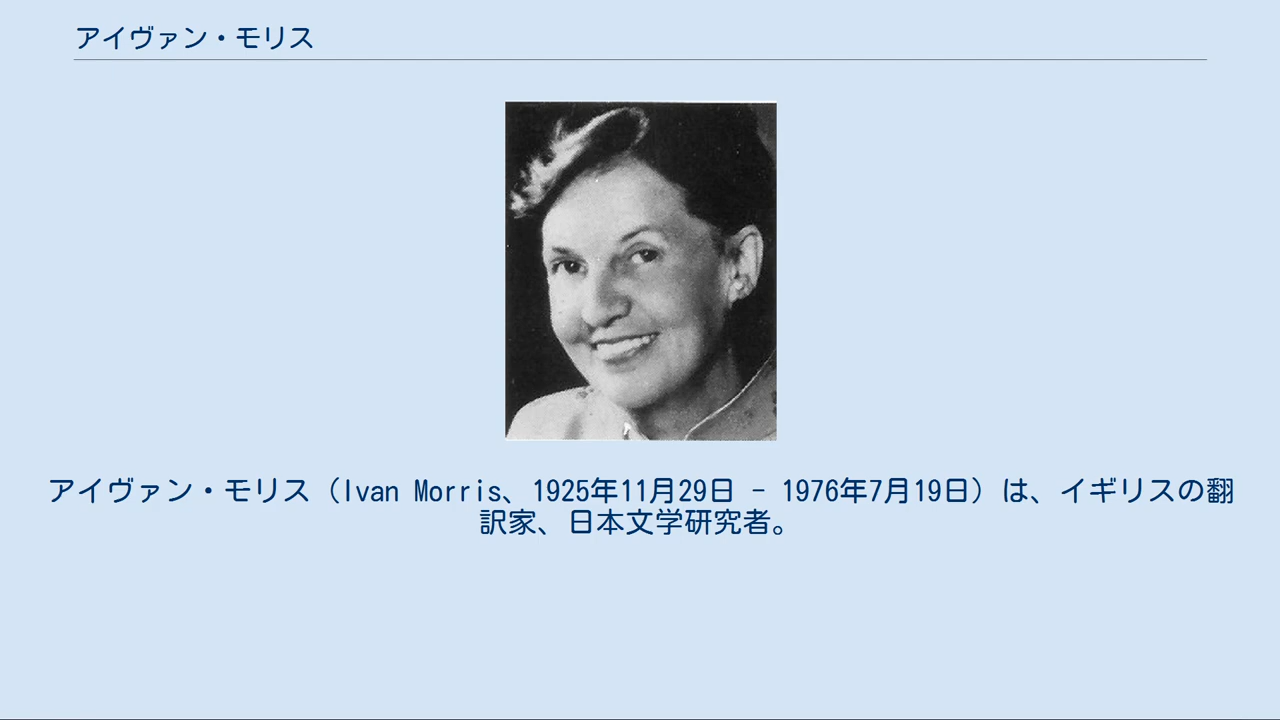 アイヴァン・モリス
アイヴァン・モリス（Ivan Morris、1925年11月29日 - 1976年7月19日）は、イギリスの翻
訳家、日本文学研究者。